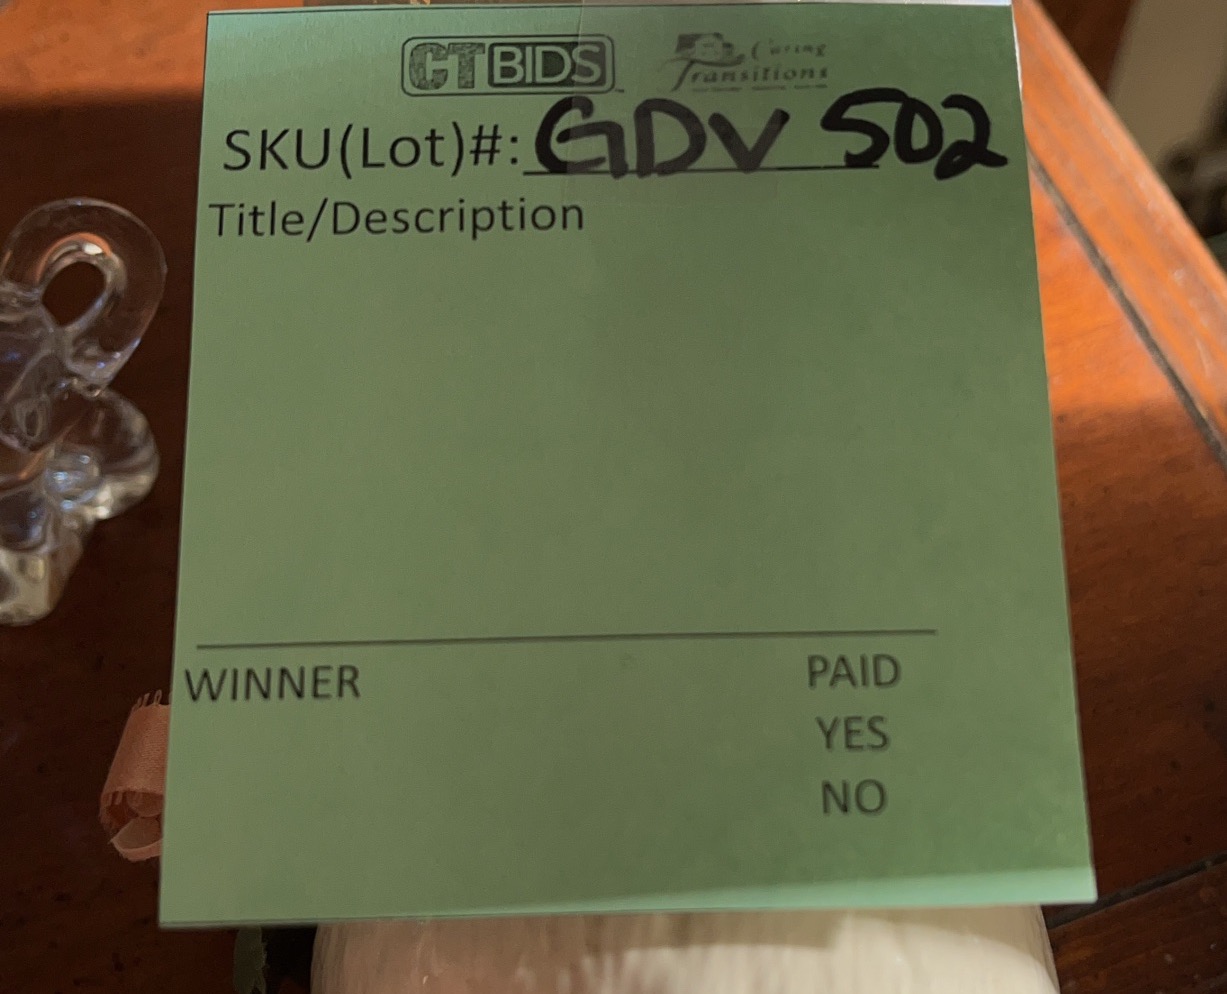 CTBIDS Caring Transitions
SKU(Lot)#: GDV 502
Title/Description
WINNER PAID
YES
NO